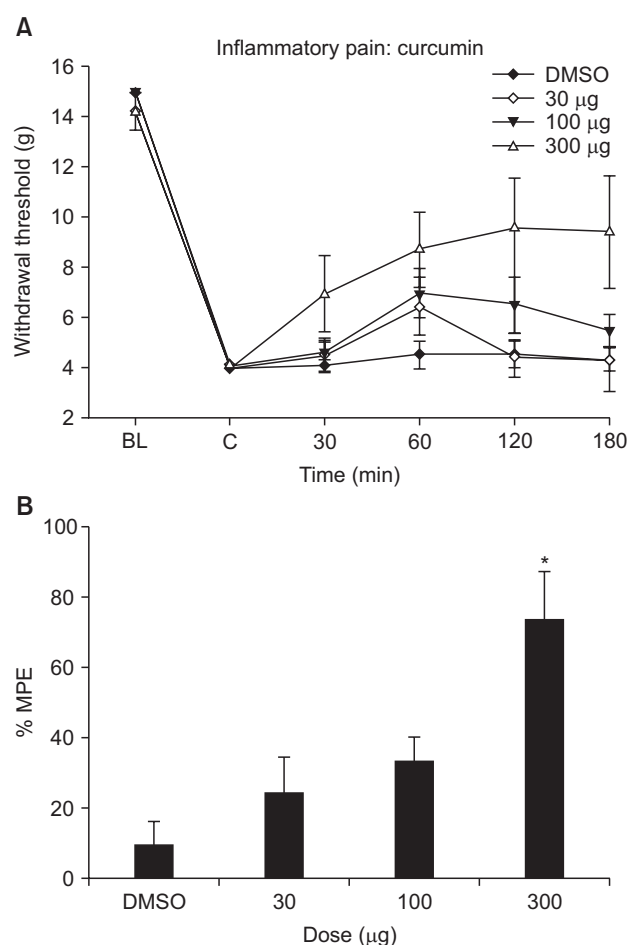 A
Inflammatory pain: curcumin
DMSO
30 μg
100 μg
300 μg
16
14
12
10
8
6
4
2
Withdrawal threshold (g)
BL C 30 60 120 180
Time (min)
B
100
80
60
40
20
0
% MPE
*
DMSO 30 100 300
Dose (μg)